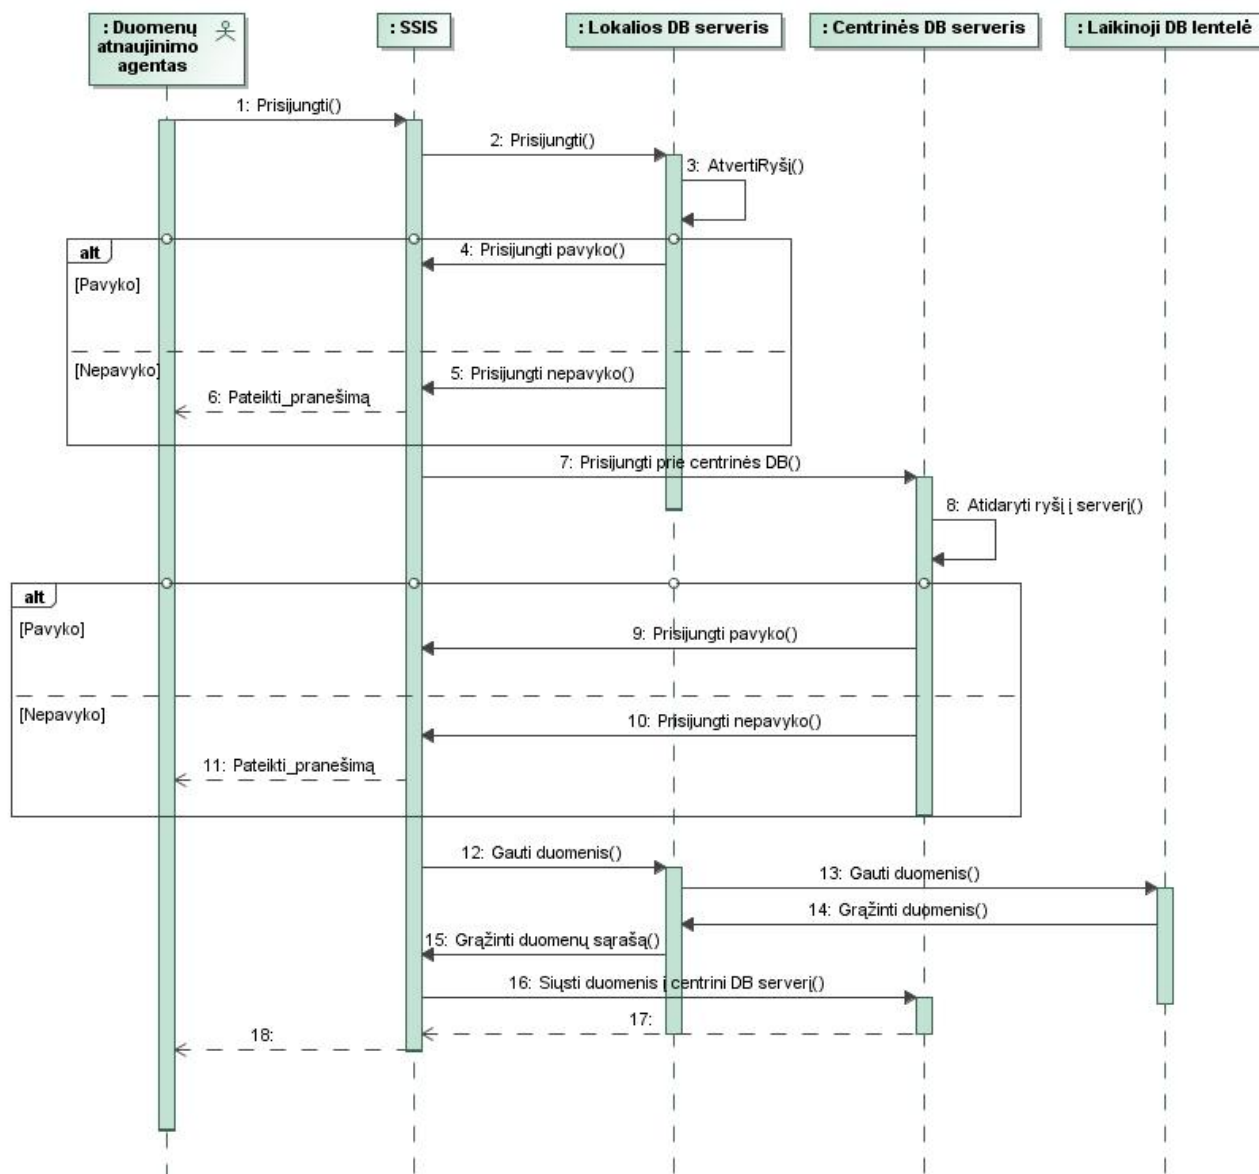 : Duomenų
atnaujinimo
agentas
: SSIS
: Lokalios DB serveris
: Centrinės DB serveris
: Laikinoji DB lentelė
1: Prisijungti()
2: Prisijungti()
3: AtvertiRyšį()
alt
4: Prisijungti pavyko()
[Pavyko]
[Nepavyko]
5: Prisijungti nepavyko()
6: Pateikti_pranešimą
7: Prisijungti prie centrinės DB()
8: Atidaryti ryšį į serverį()
alt
[Pavyko]
9: Prisijungti pavyko()
[Nepavyko]
10: Prisijungti nepavyko()
11: Pateikti_pranešimą
12: Gauti duomenis()
13: Gauti duomenis()
14: Grąžinti duomenis()
15: Grąžinti duomenų sąrašą()
16: Siųsti duomenis į centrini DB serverį()
17:
18: